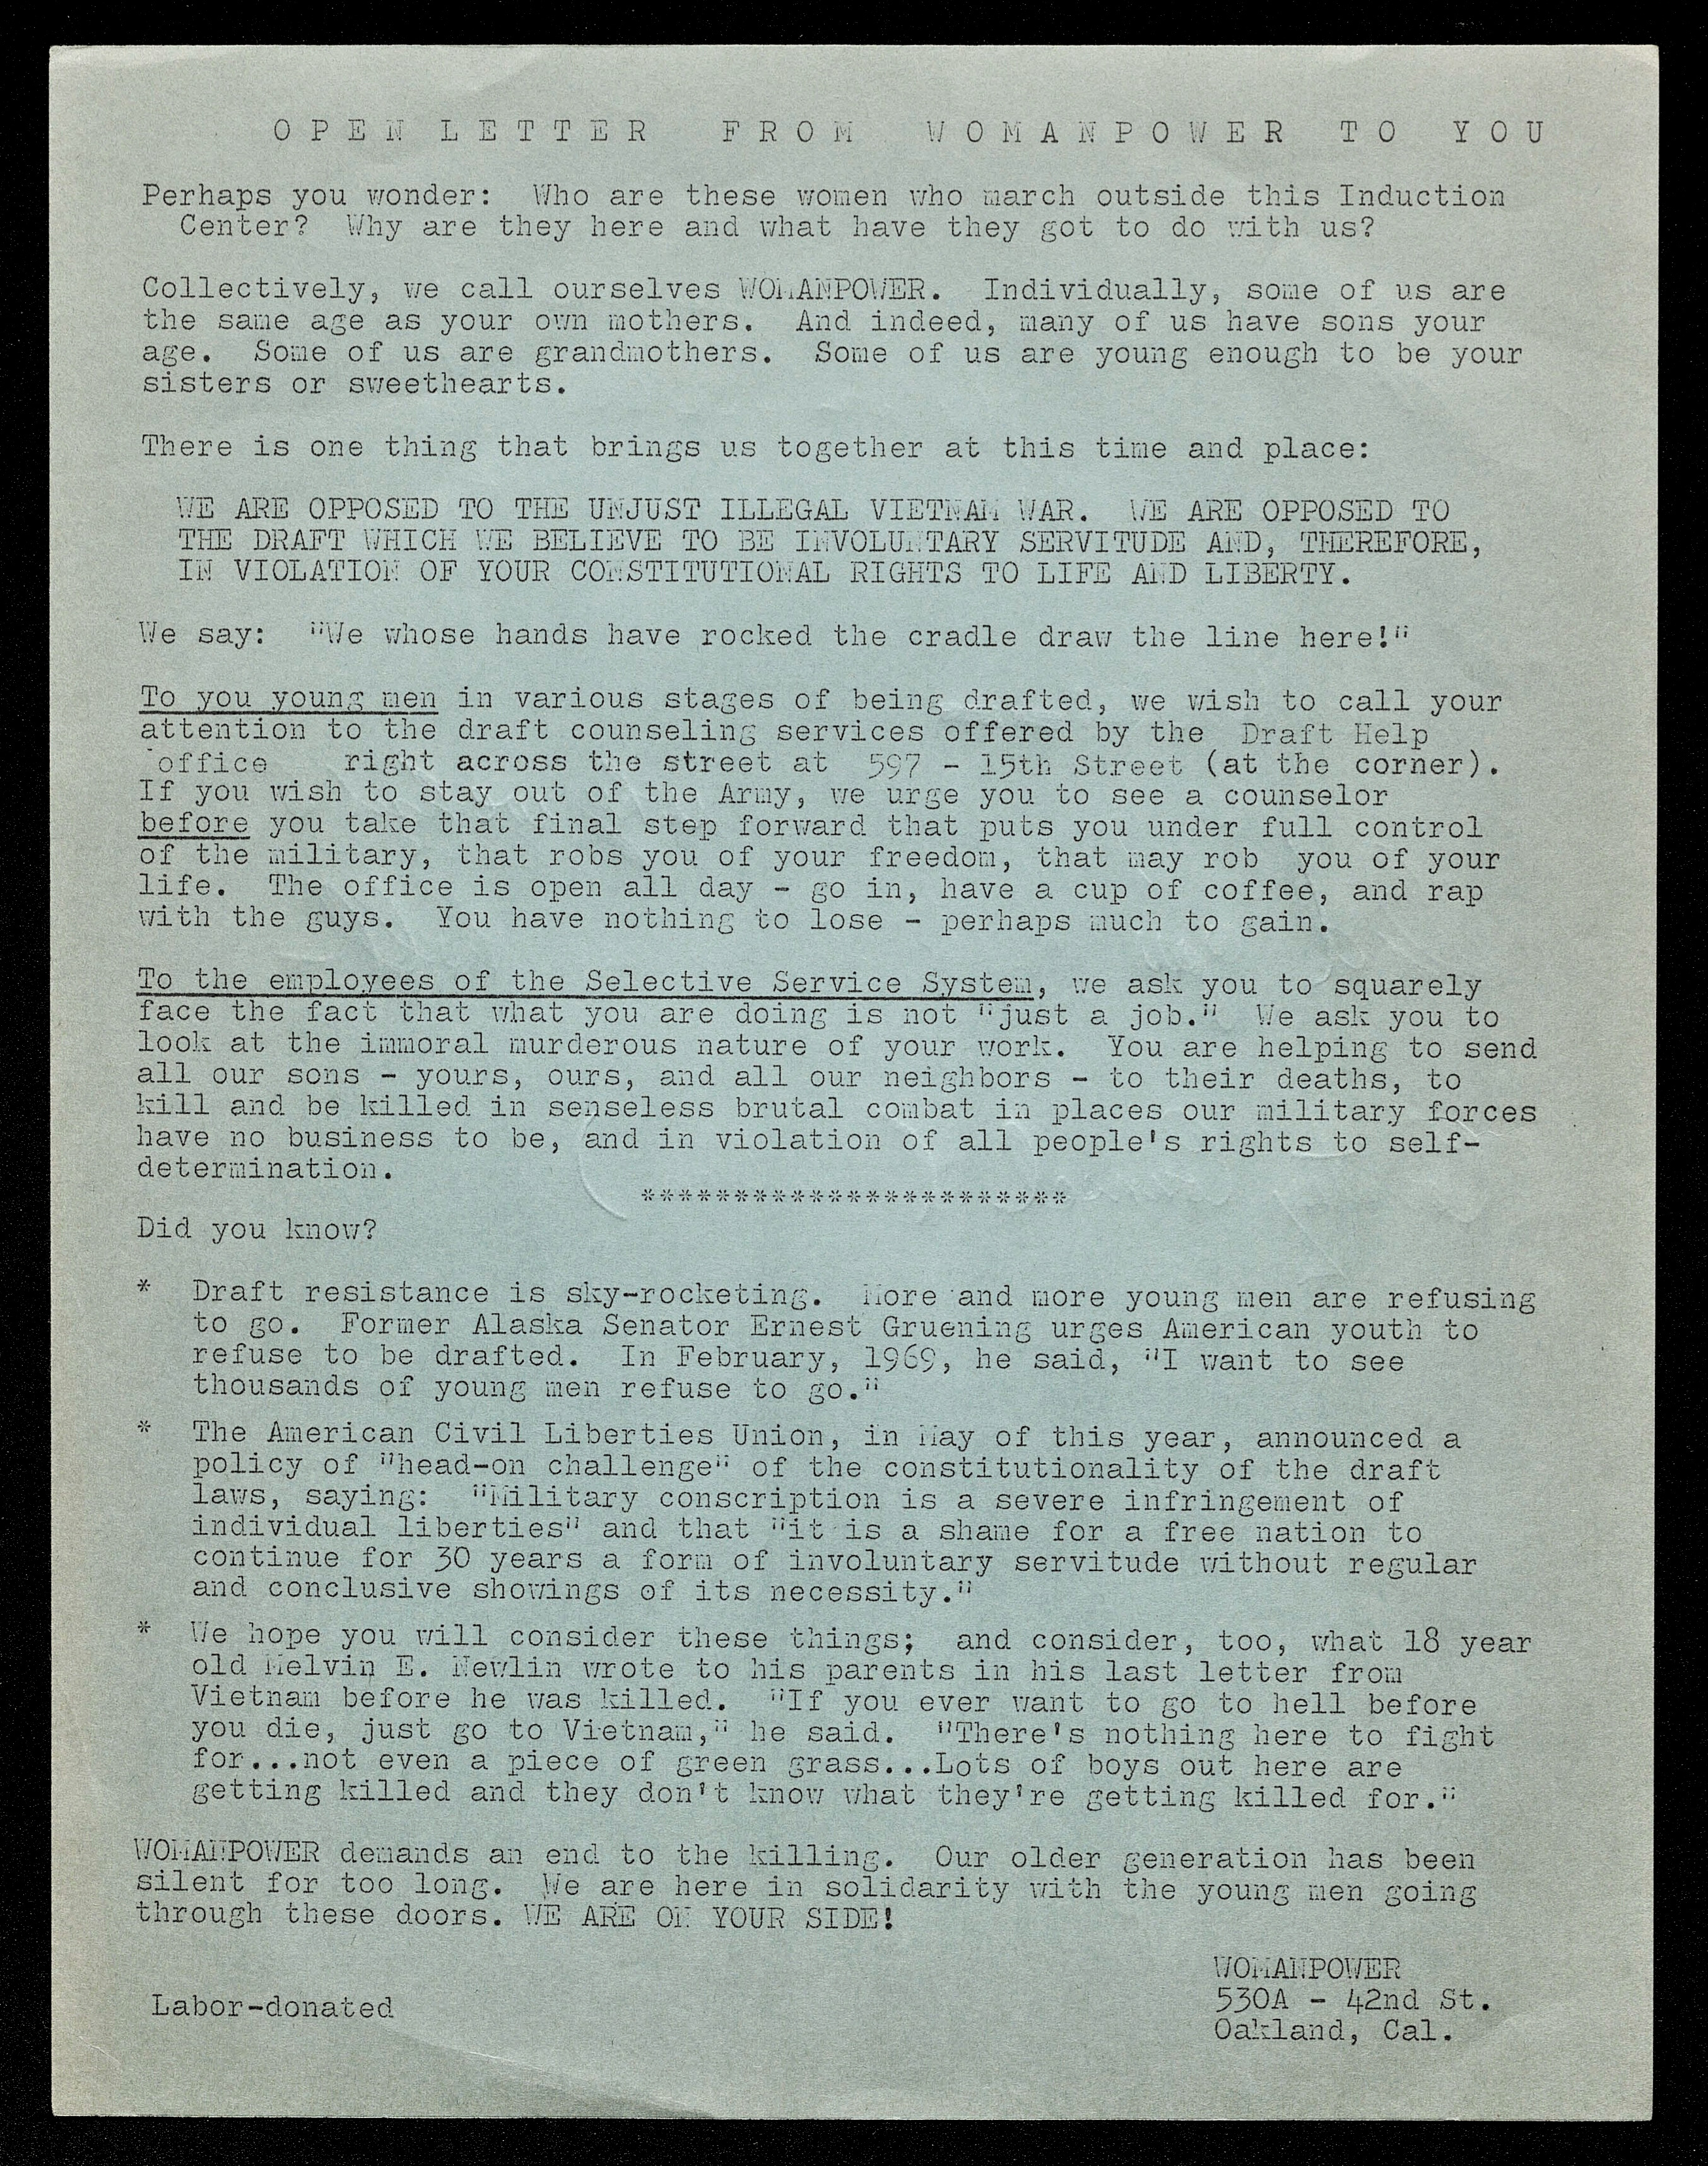 OPEN LETTER FROM WOMANPOWER TO YOU
Perhaps you wonder: Who are these women who march outside this Induction
Center? Why are they here and what have they got to do with us?
Collectively, we call ourselves WOMANPOWER. Individually, some of us are
the same age as your own mothers. And indeed, many of us have sons your
age. Some of us are grandmothers. Some of us are young enough to be your
sisters or sweethearts.
There is one thing that brings us together at this time and place:
WE ARE OPPOSED TO THE UNJUST ILLEGAL VIETNAM WAR. WE ARE OPPOSED TO
THE DRAFT WHICH WE BELIEVE TO BE INVOLUNTARY SERVITUDE AND, THEREFORE,
IN VIOLATION OF YOUR CONSTITUTIONAL RIGHTS TO LIFE AND LIBERTY.
We say: "We whose hands have rocked the cradle draw the line here!"
To you young men in various stages of being drafted, we wish to call your
attention to the draft counseling services offered by the Draft Help
office right across the street at 597 - 15th Street (at the corner).
If you wish to stay out of the Army, we urge you to see a counselor
before you take that final step forward that puts you under full control
of the military, that robs you of your freedom, that may rob you of your
life. The office is open all day - go in, have a cup of coffee, and rap
with the guys. You have nothing to lose - perhaps much to gain.
To the employees of the Selective Service System, we ask you to squarely
face the fact that what you are doing is not "just a job." We ask you to
look at the immoral murderous nature of your work. You are helping to send
all our sons - yours, ours, and all our neighbors - to their deaths, to
kill and be killed in senseless brutal combat in places our military forces
have no business to be, and in violation of all people's rights to self-
determination.
***********************
Did you know?
* Draft resistance is sky-rocketing. More and more young men are refusing
to go. Former Alaska Senator Ernest Gruening urges American youth to
refuse to be drafted. In February, 1969, he said, "I want to see
thousands of young men refuse to go."
* The American Civil Liberties Union, in May of this year, announced a
policy of "head-on challenge" of the constitutionality of the draft
laws, saying: "Military conscription is a severe infringement of
individual liberties" and that "it is a shame for a free nation to
continue for 30 years a form of involuntary servitude without regular
and conclusive showings of its necessity."
* We hope you will consider these things; and consider, too, what 18 year
old Melvin E. Newlin wrote to his parents in his last letter from
Vietnam before he was killed. "If you ever want to go to hell before
you die, just go to Vietnam," he said. "There's nothing here to fight
for...not even a piece of green grass...Lots of boys out here are
getting killed and they don't know what they're getting killed for."
WOMANPOWER demands an end to the killing. Our older generation has been
silent for too long. We are here in solidarity with the young men going
through these doors. WE ARE ON YOUR SIDE!
WOMANPOWER
530A - 42nd St.
Oakland, Cal.
Labor-donated